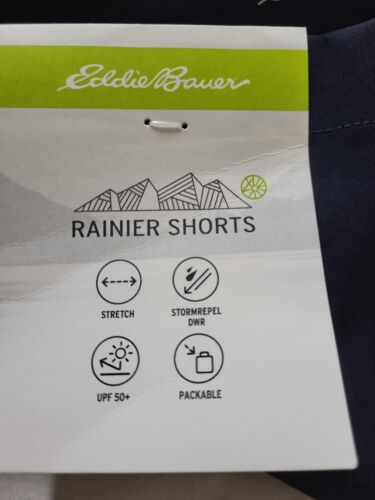 Eddie Bauer
RAINIER SHORTS
STRETCH
STORMREPEL
DWR
UPF 50+
PACKABLE